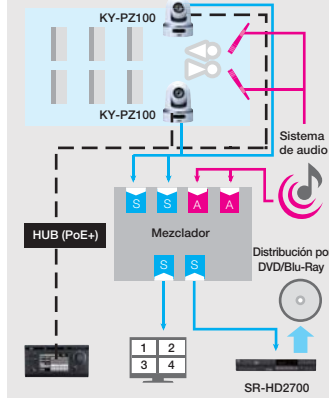 KY-PZ100
KY-PZ100
Sistema
de audio
S S A A
HUB (PoE+)
Mezclador
Distribución po
DVD/Blu-Ray
S S
1 2
3 4
SR-HD2700